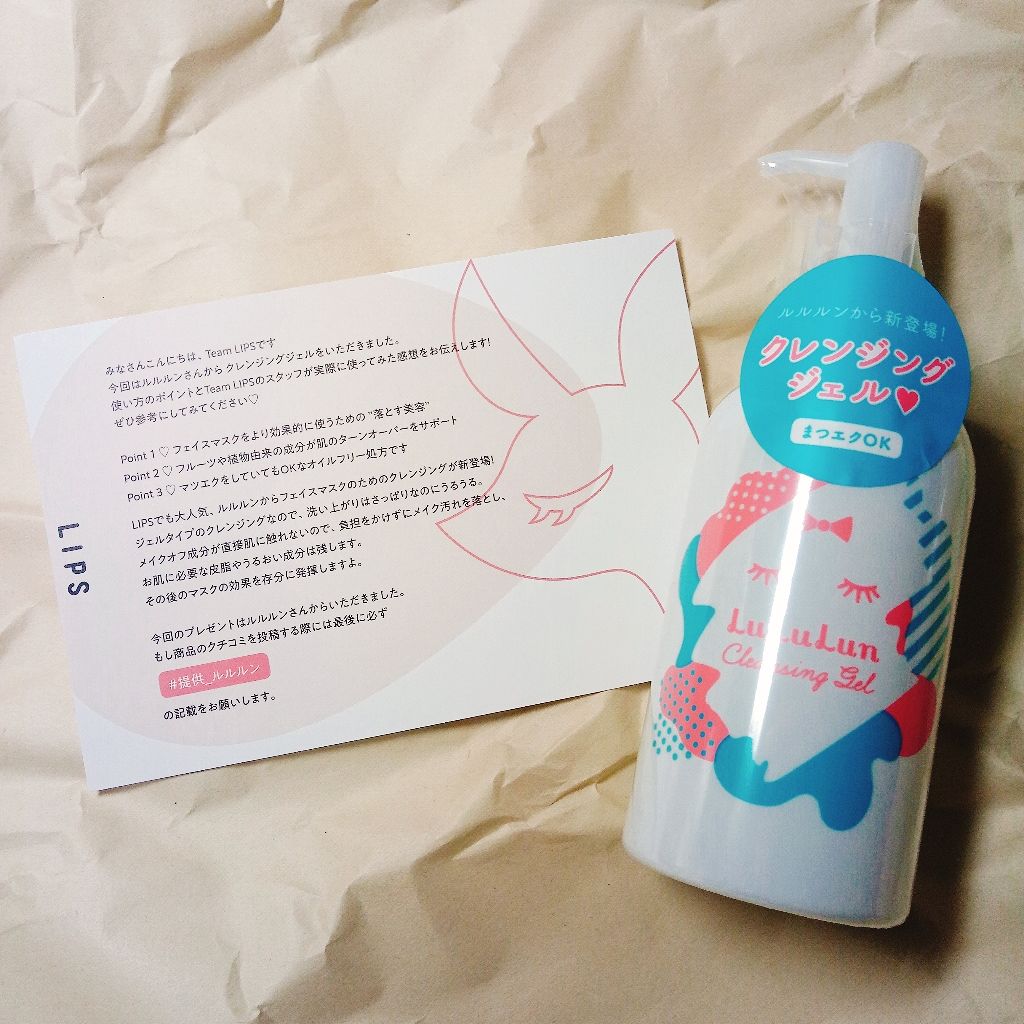 みなさんこんにちは、Team LIPSです
今回はルルルンさんから クレンジングジェルをいただきました。
使い方のポイントとTeam LIPSのスタッフが実際に使ってみた感想をお伝えします!
ぜひ参考にしてみてください♡
Point 1 ♡ フェイスマスクをより効果的に使うための "落とす美容"
Point 2 ♡ フルーツや植物由来の成分が肌のターンオーバーをサポート
Point 3 ♡ マツエクをしていてもOKなオイルフリー処方です
LIPSでも大人気、ルルルンからフェイスマスクのためのクレンジングが新登場!
ジェルタイプのクレンジングなので、洗い上がりはさっぱりなのにうるうる。
メイクオフ成分が直接肌に触れないので、負担をかけずにメイク汚れを落とし、
お肌に必要な皮脂やうるおい成分は残します。
その後のマスクの効果を存分に発揮しますよ。
今回のプレゼントはルルルンさんからいただきました。
もし商品のクチコミを投稿する際には最後に必ず
#提供_ルルルン
の記載をお願いします。
LIPS
ルルルンから新登場!
クレンジング
ジェル♥
まつエクOK
LuLuLun
Cleansing Gel